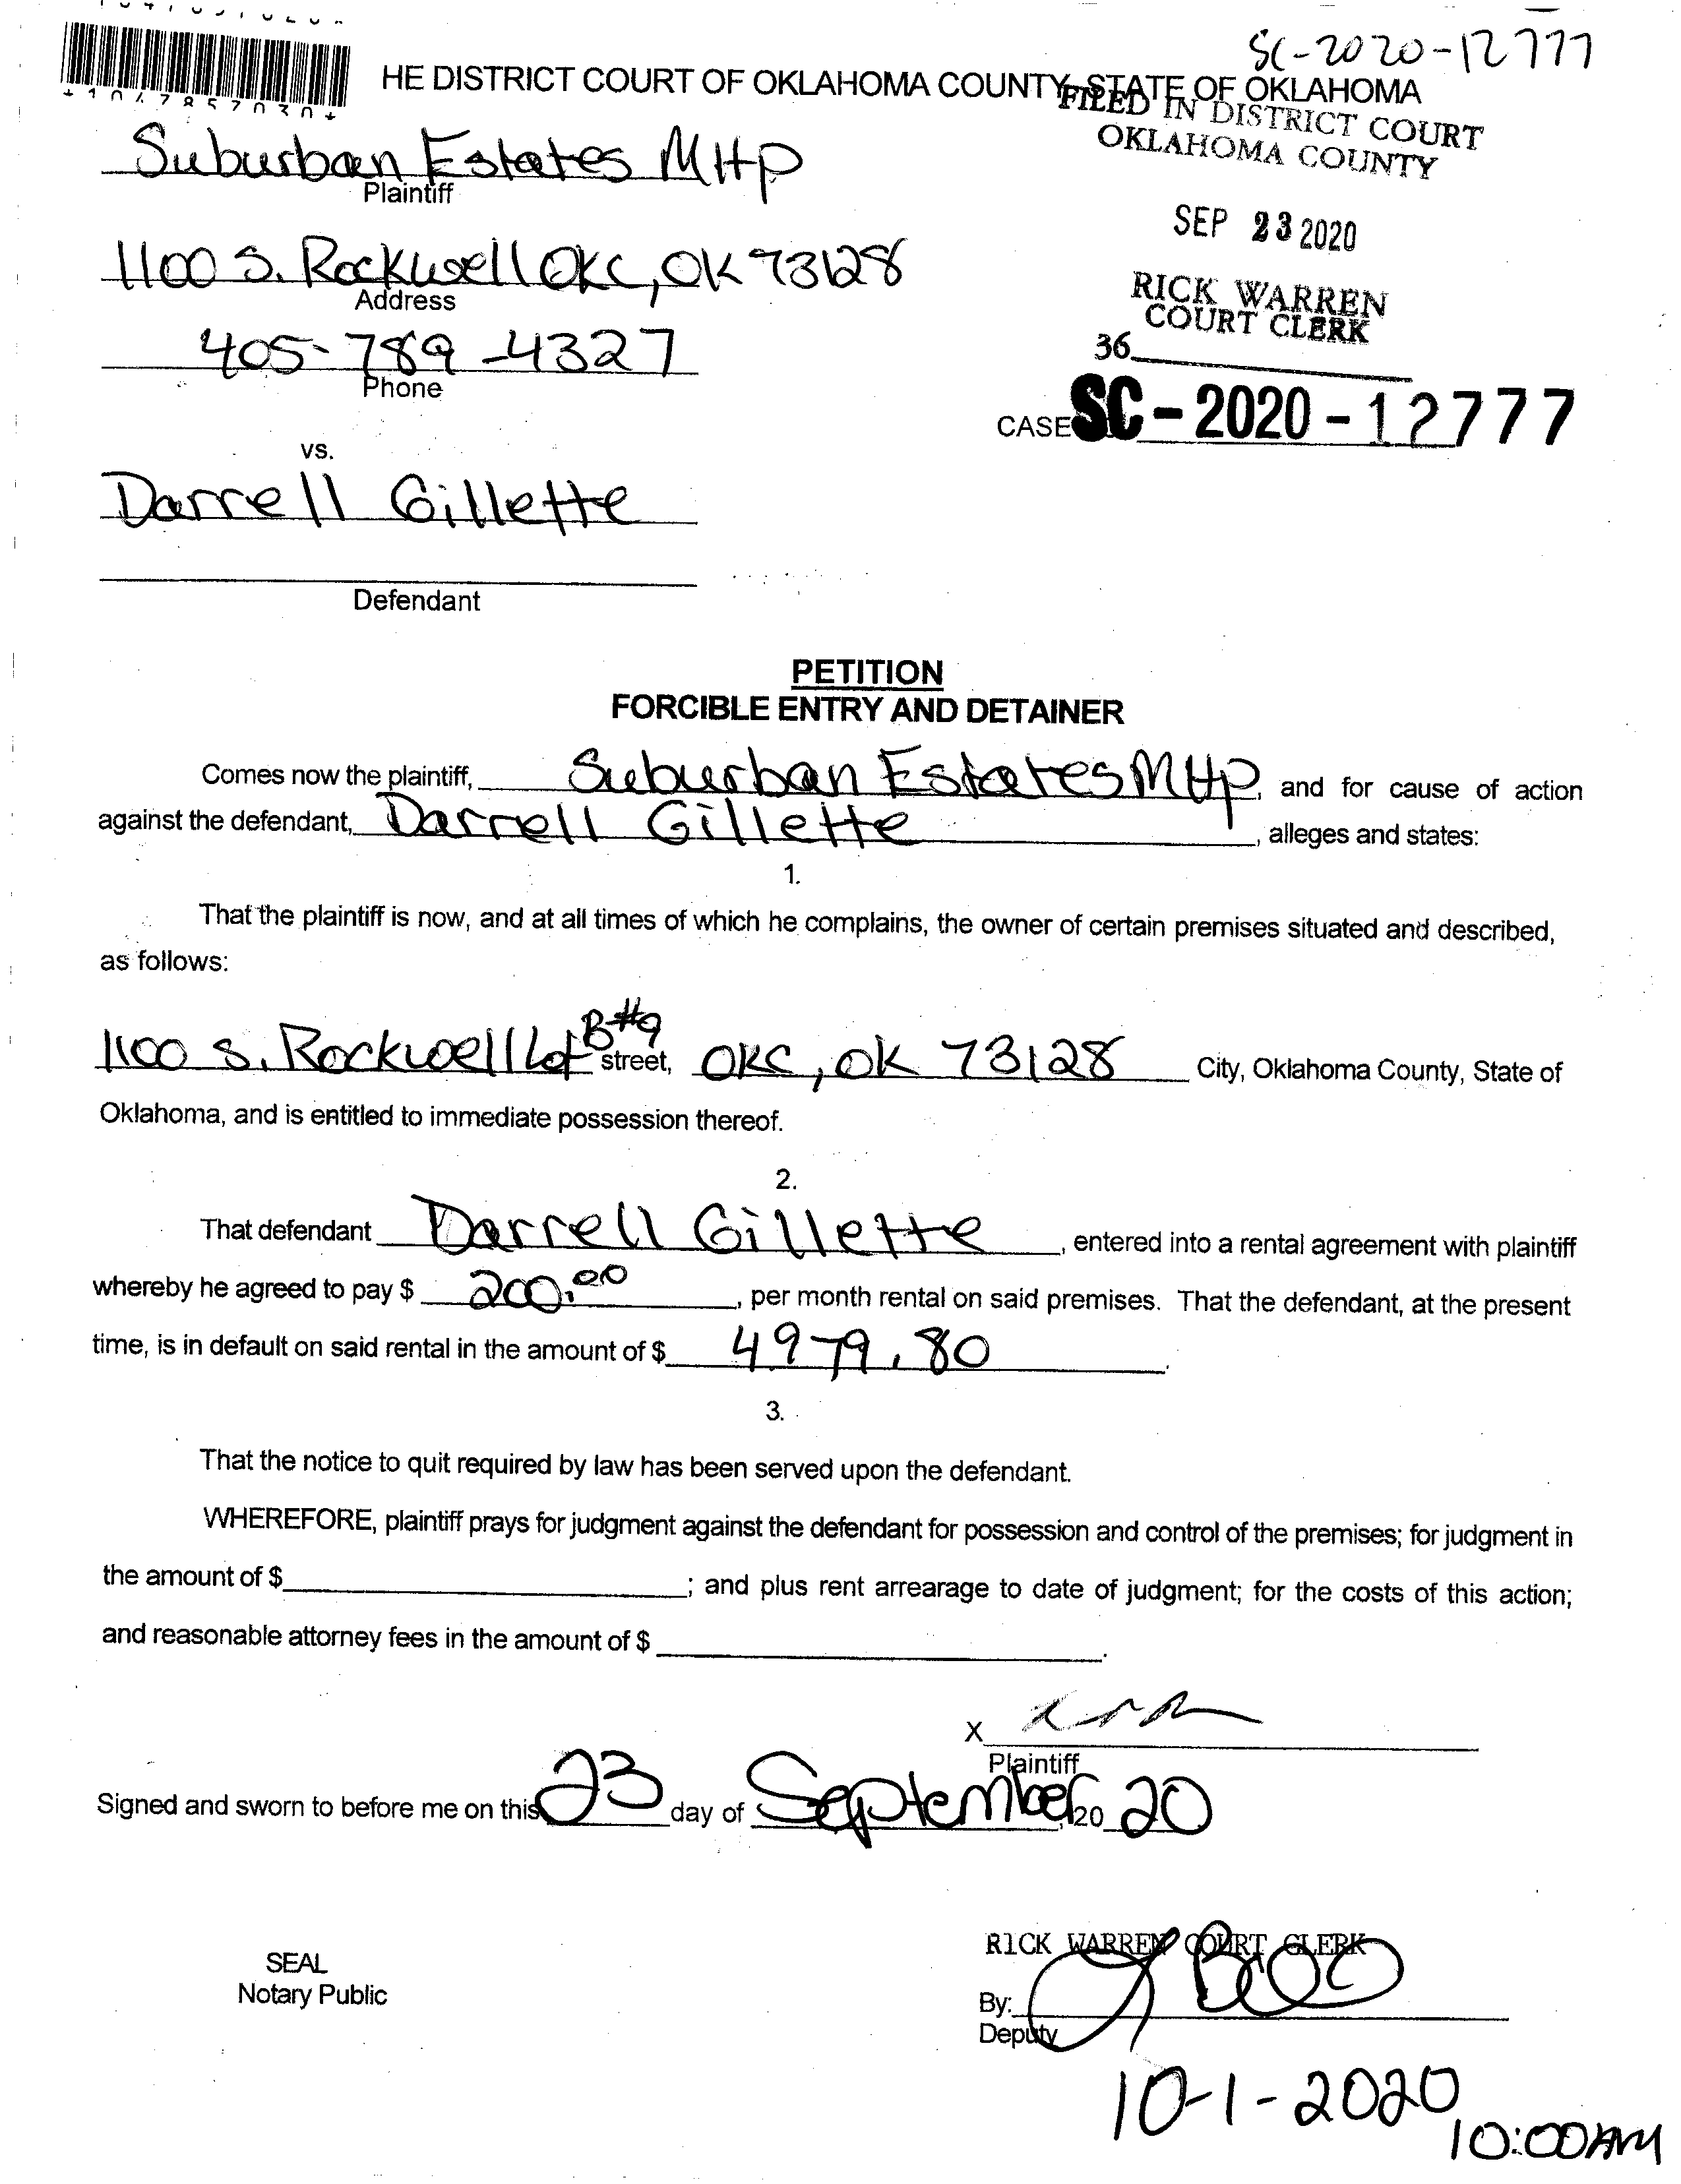 SC-2020-12777
HE DISTRICT COURT OF OKLAHOMA COUNTY, STATE OF OKLAHOMA
*1047857030*
FILED IN DISTRICT COURT
OKLAHOMA COUNTY
Suburban Estates MHP
Plaintiff
SEP 23 2020
1100 S. Rockwell OKC, OK 73128
Address
RICK WARREN
COURT CLERK
405-789-4327
Phone
36
CASE SC-2020-12777
vs.
Darrell Gillette
Defendant
PETITION
FORCIBLE ENTRY AND DETAINER
Comes now the plaintiff, Suburban Estates MHP, and for cause of action
against the defendant, Darrell Gillette, alleges and states:
1.
That the plaintiff is now, and at all times of which he complains, the owner of certain premises situated and described,
as follows:
1100 S. Rockwell Lot B#9 street, OKC, OK 73128 City, Oklahoma County, State of
Oklahoma, and is entitled to immediate possession thereof.
2.
That defendant Darrell Gillette, entered into a rental agreement with plaintiff
whereby he agreed to pay $ 200.00, per month rental on said premises. That the defendant, at the present
time, is in default on said rental in the amount of $ 4979.80.
3.
That the notice to quit required by law has been served upon the defendant.
WHEREFORE, plaintiff prays for judgment against the defendant for possession and control of the premises; for judgment in
the amount of $; and plus rent arrearage to date of judgment; for the costs of this action;
and reasonable attorney fees in the amount of $.
X
Plaintiff
Signed and sworn to before me on this 23 day of September, 20 20
RICK WARREN COURT CLERK
SEAL
Notary Public
By:
Deputy
10-1-2020
10:00AM